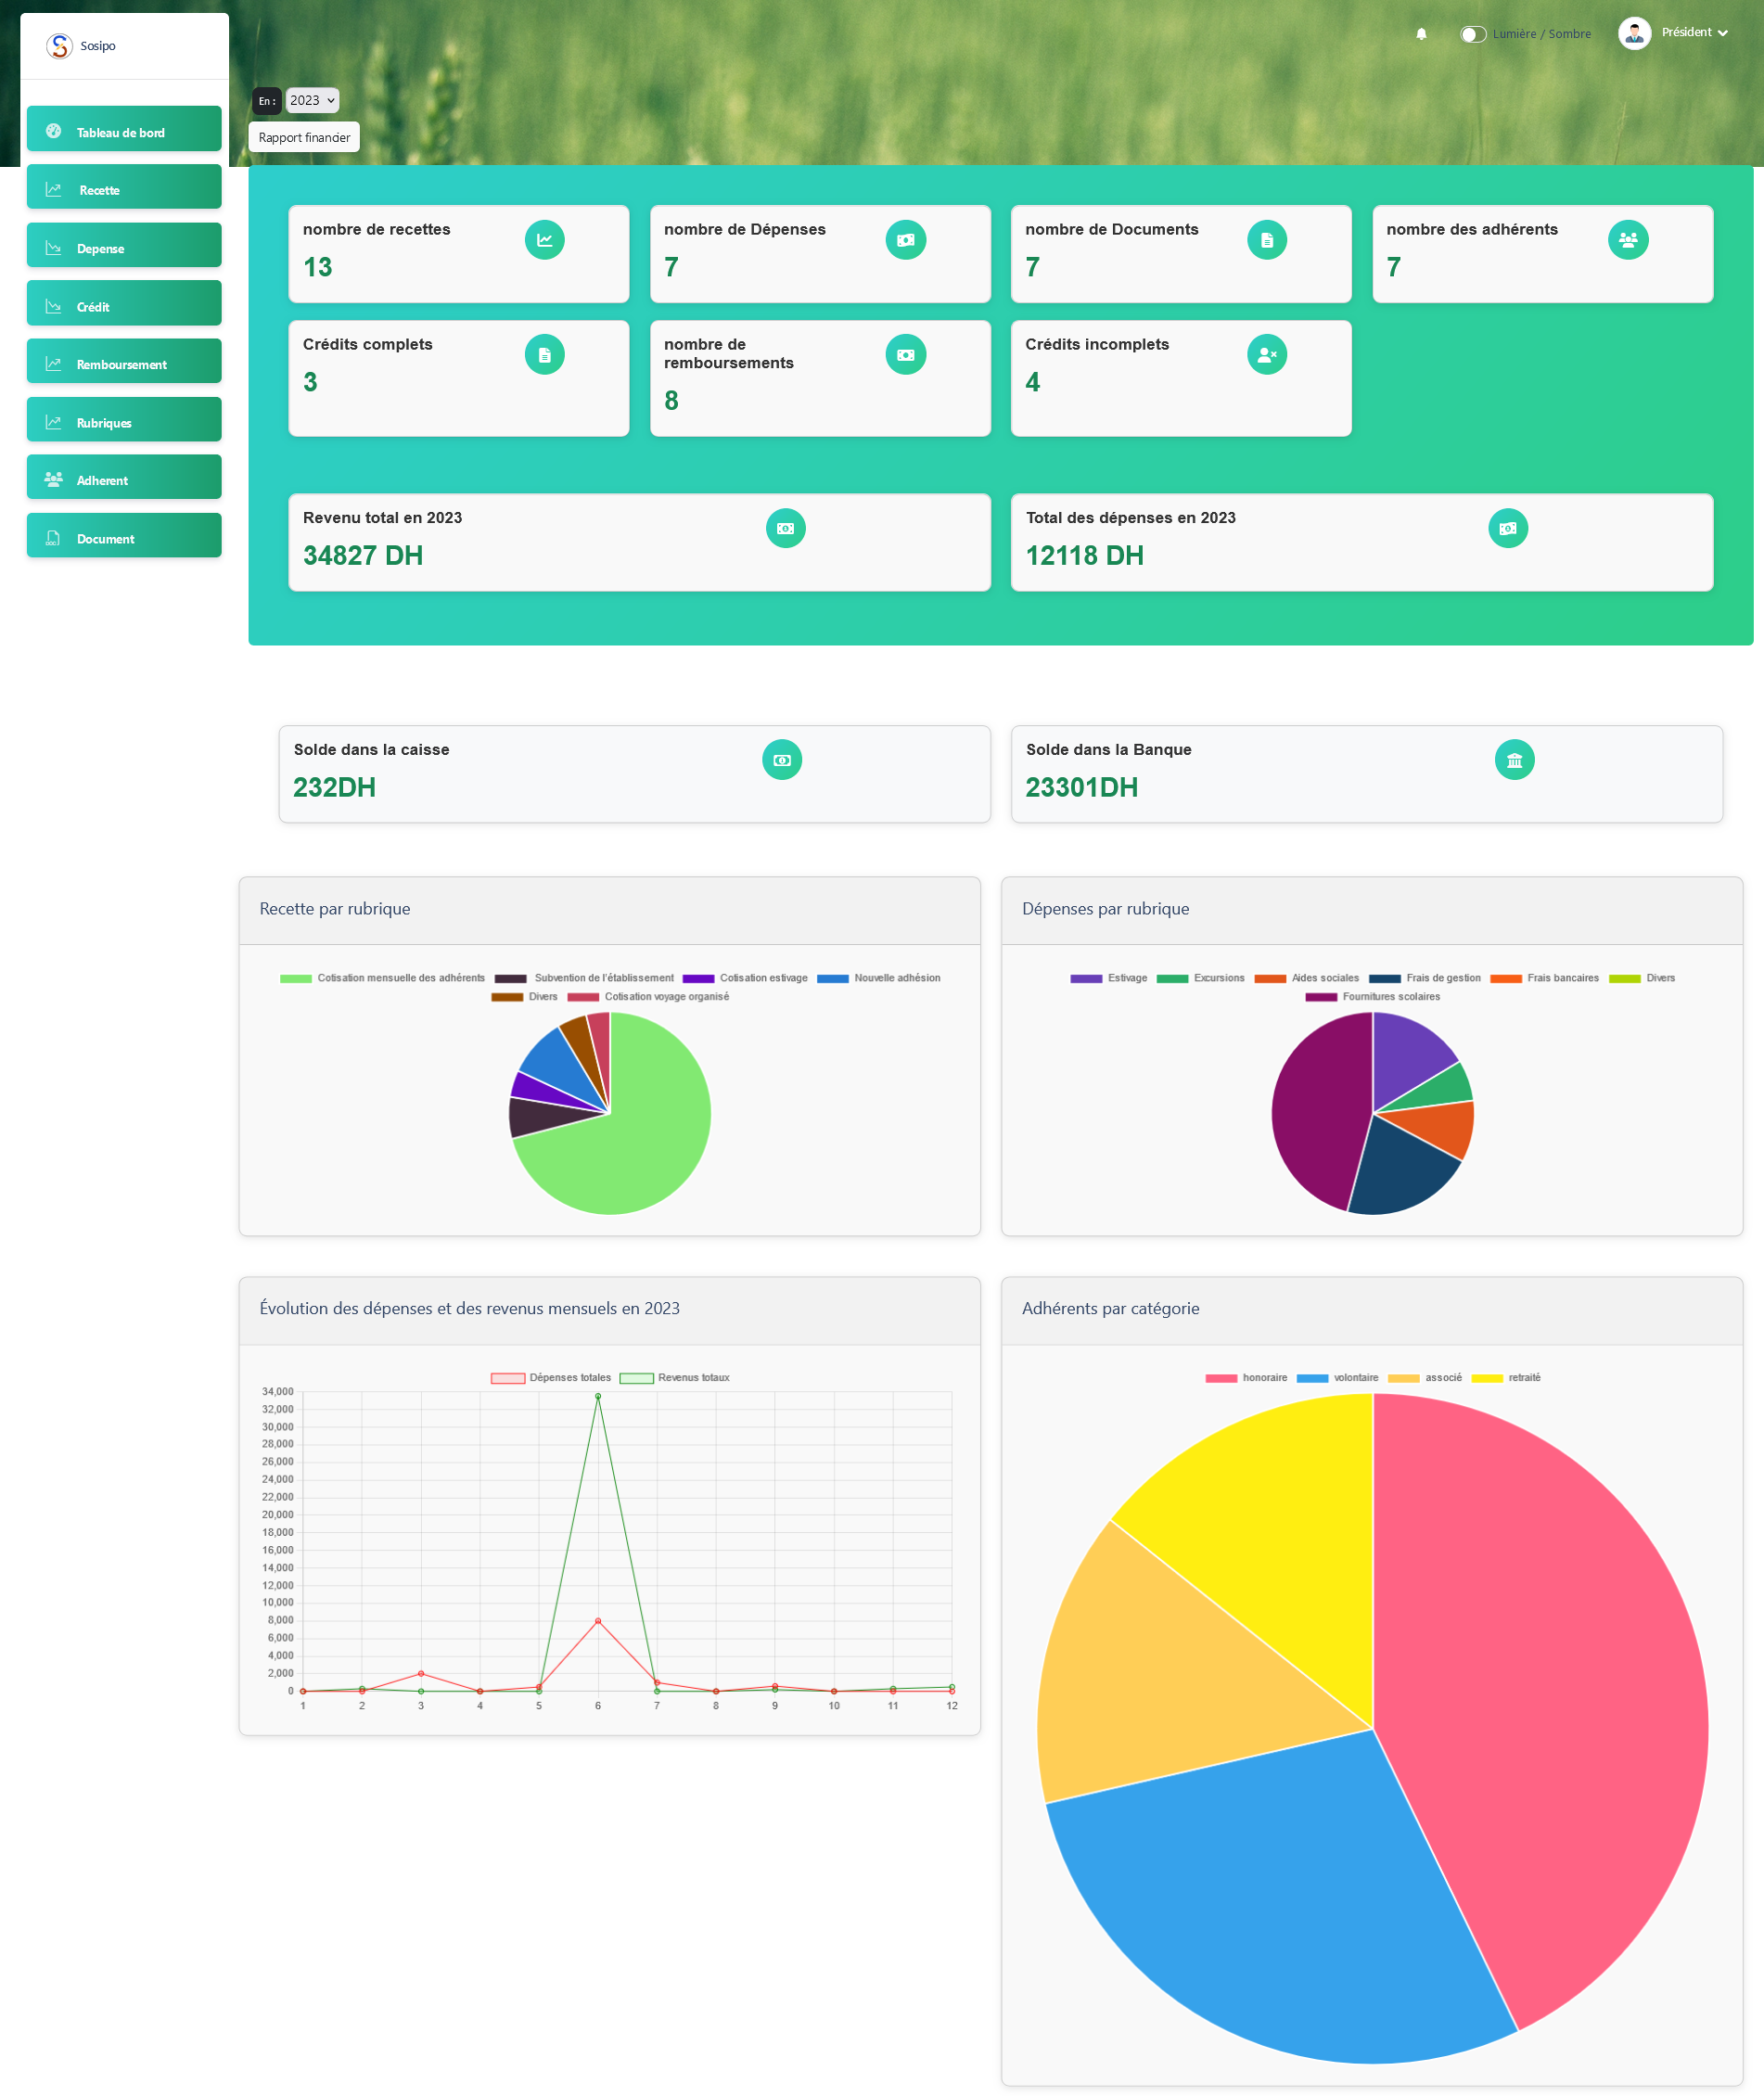 Sosipo
Lumière / Sombre
Président
En :
2023
Rapport financier
Tableau de bord
Recette
Depense
Crédit
Remboursement
Rubriques
Adherent
Document
nombre de recettes
13
nombre de Dépenses
7
nombre de Documents
7
nombre des adhérents
7
Crédits complets
3
nombre de
remboursements
8
Crédits incomplets
4
Revenu total en 2023
34827 DH
Total des dépenses en 2023
12118 DH
Solde dans la caisse
232DH
Solde dans la Banque
23301DH
Recette par rubrique
Cotisation mensuelle des adhérents Subvention de l'établissement Cotisation estivage Nouvelle adhésion
Divers Cotisation voyage organisé
Dépenses par rubrique
Estivage Excursions Aides sociales Frais de gestion Frais bancaires Divers
Fournitures scolaires
Évolution des dépenses et des revenus mensuels en 2023
Dépenses totales Revenus totaux
34,000
32,000
30,000
28,000
26,000
24,000
22,000
20,000
18,000
16,000
14,000
12,000
10,000
8,000
6,000
4,000
2,000
0
1 2 3 4 5 6 7 8 9 10 11 12
Adhérents par catégorie
honoraire volontaire associé retraité